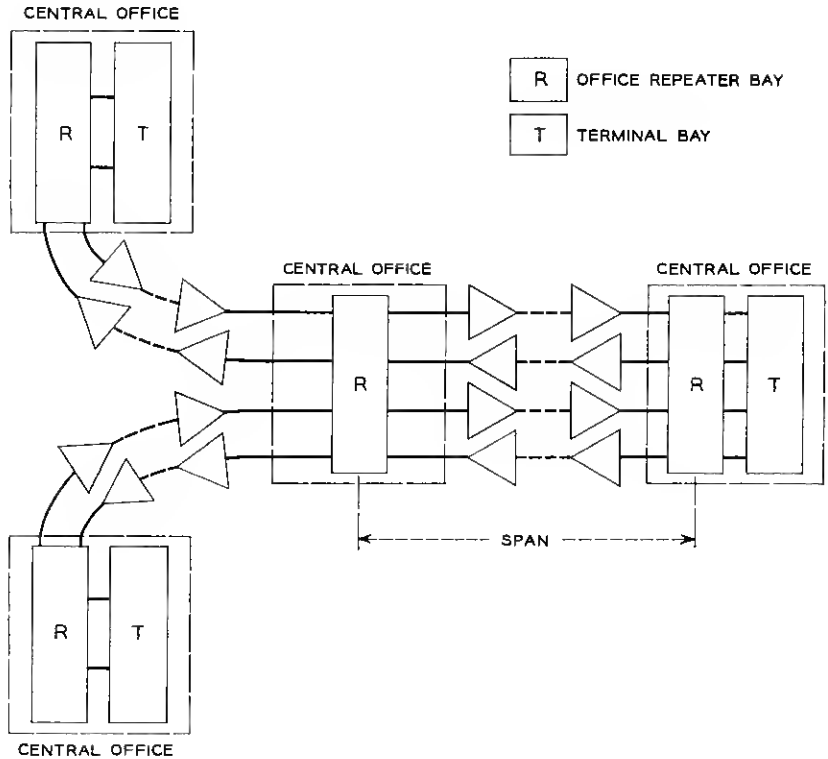 CENTRAL OFFICE
R
T
R OFFICE REPEATER BAY
T TERMINAL BAY
CENTRAL OFFICE
R
CENTRAL OFFICE
R
T
SPAN
R
T
CENTRAL OFFICE